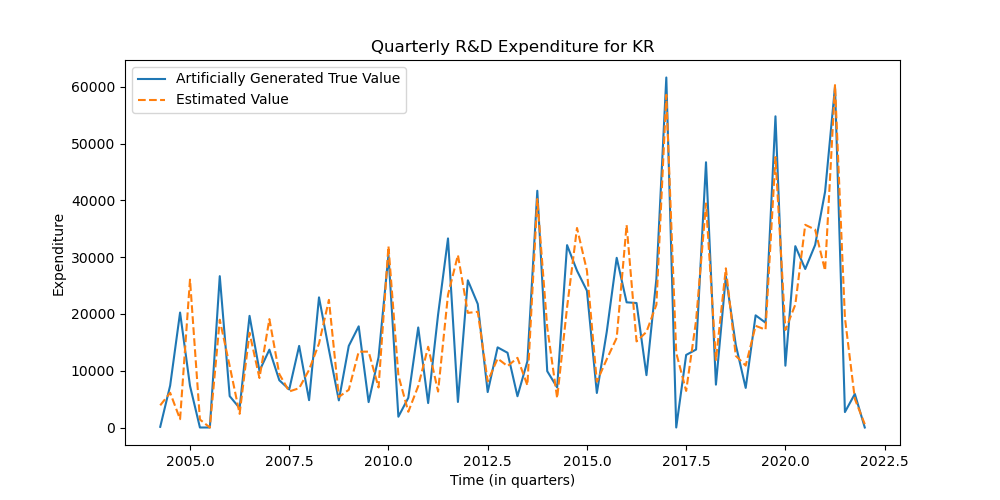 Quarterly R&D Expenditure for KR
Artificially Generated True Value
Estimated Value
60000
50000
40000
30000
20000
10000
0
Expenditure
2005.0 2007.5 2010.0 2012.5 2015.0 2017.5 2020.0 2022.5
Time (in quarters)